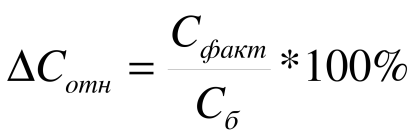 ΔC_отн = C_факт / C_б * 100%